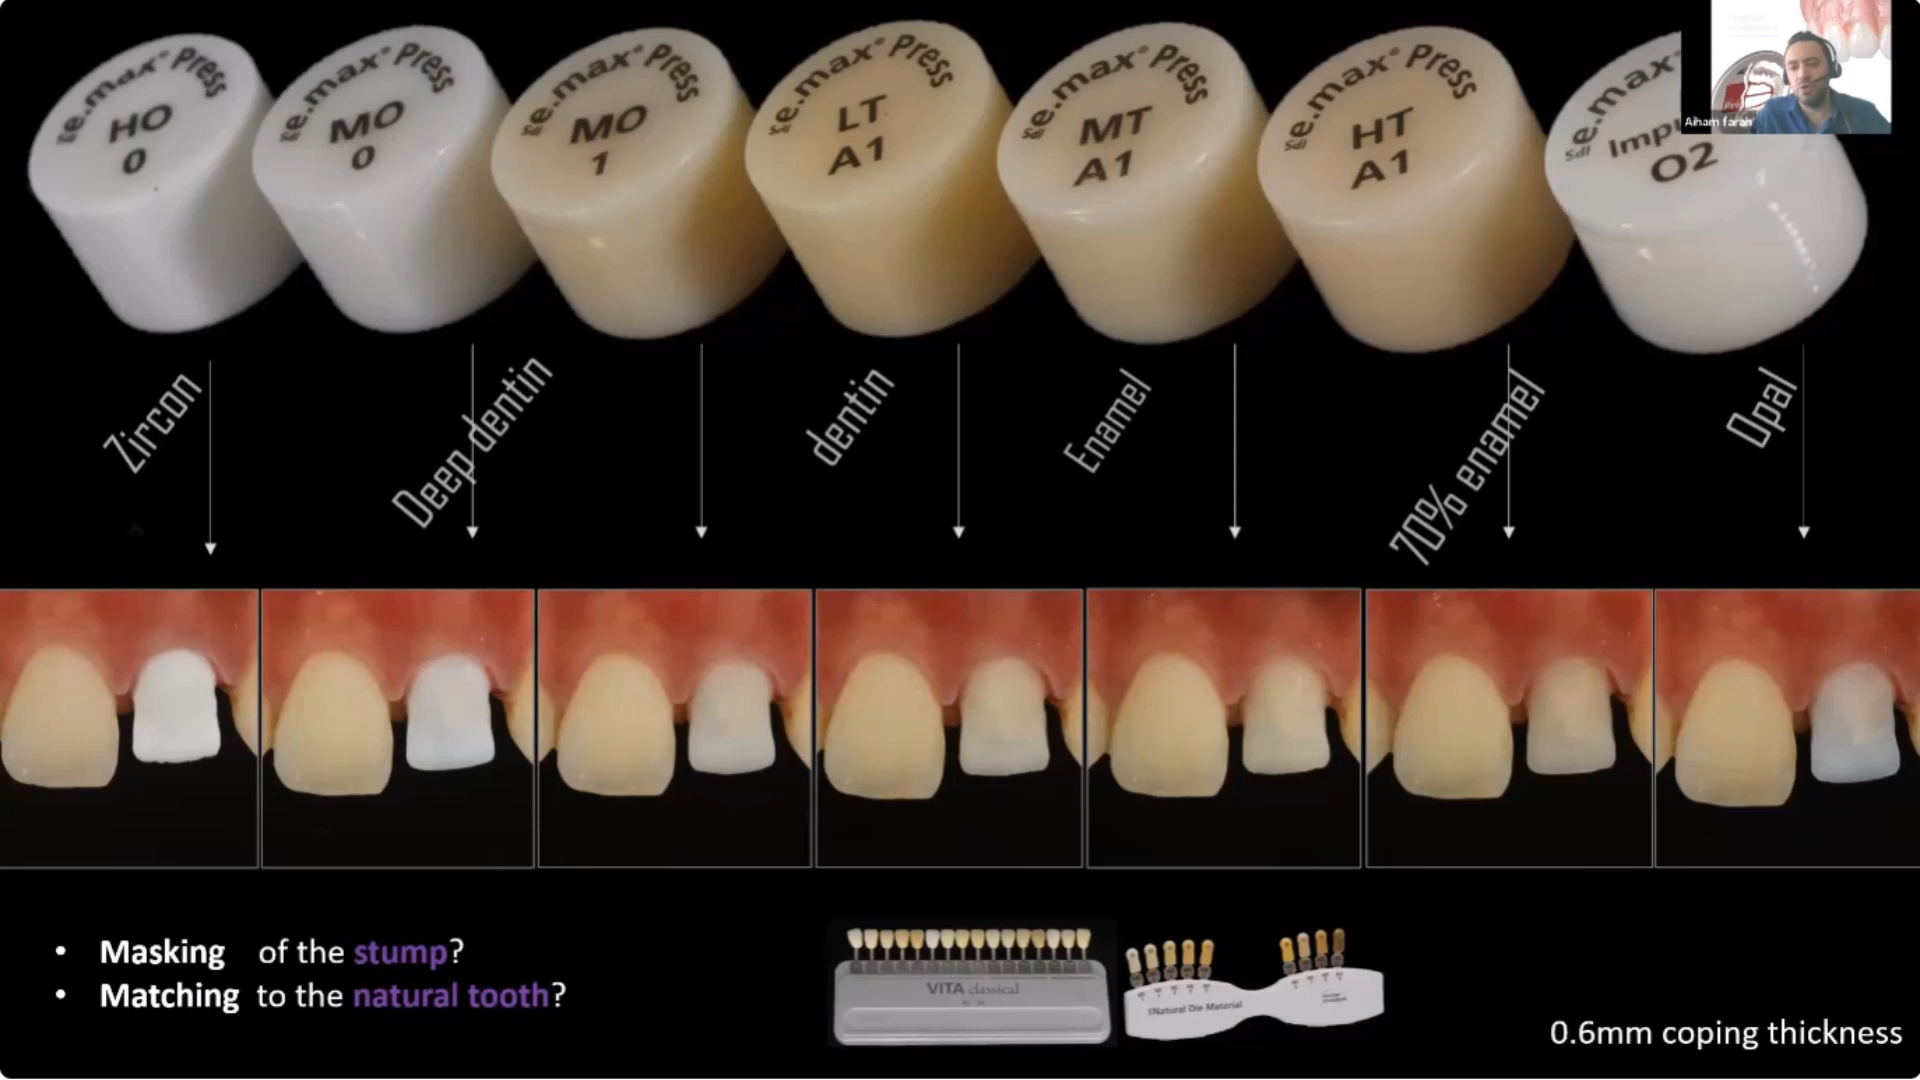 e.max® Press
HO
0
e.max® Press
MO
0
e.max® Press
MO
1
e.max® Press
LT
A1
e.max® Press
MT
A1
e.max® Press
HT
A1
e.max®
O2
Aiham farah
Zircon
Deep dentin
dentin
Enamel
70% enamel
Opal
• Masking of the stump?
• Matching to the natural tooth?
VITA classical
Natural Die Material
0.6mm coping thickness